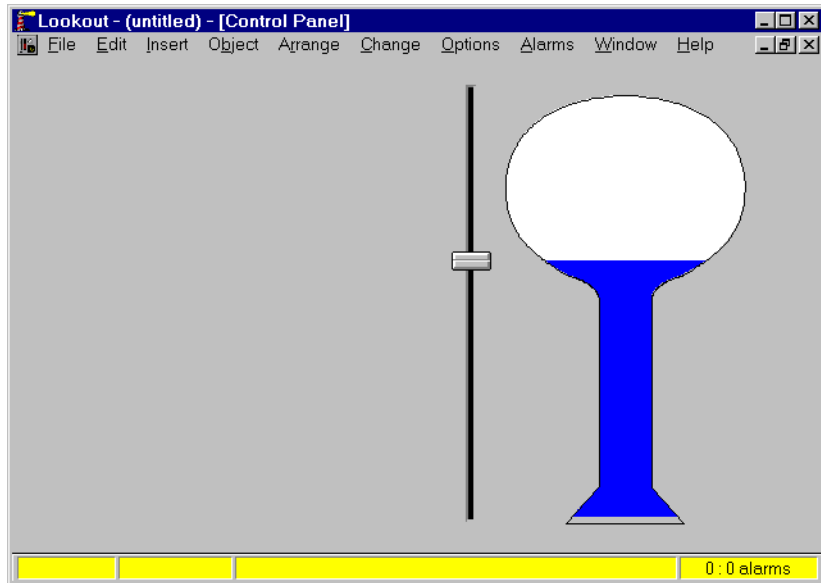 Lookout - (untitled) - [Control Panel]
File Edit Insert Object Arrange Change Options Alarms Window Help
0 : 0 alarms